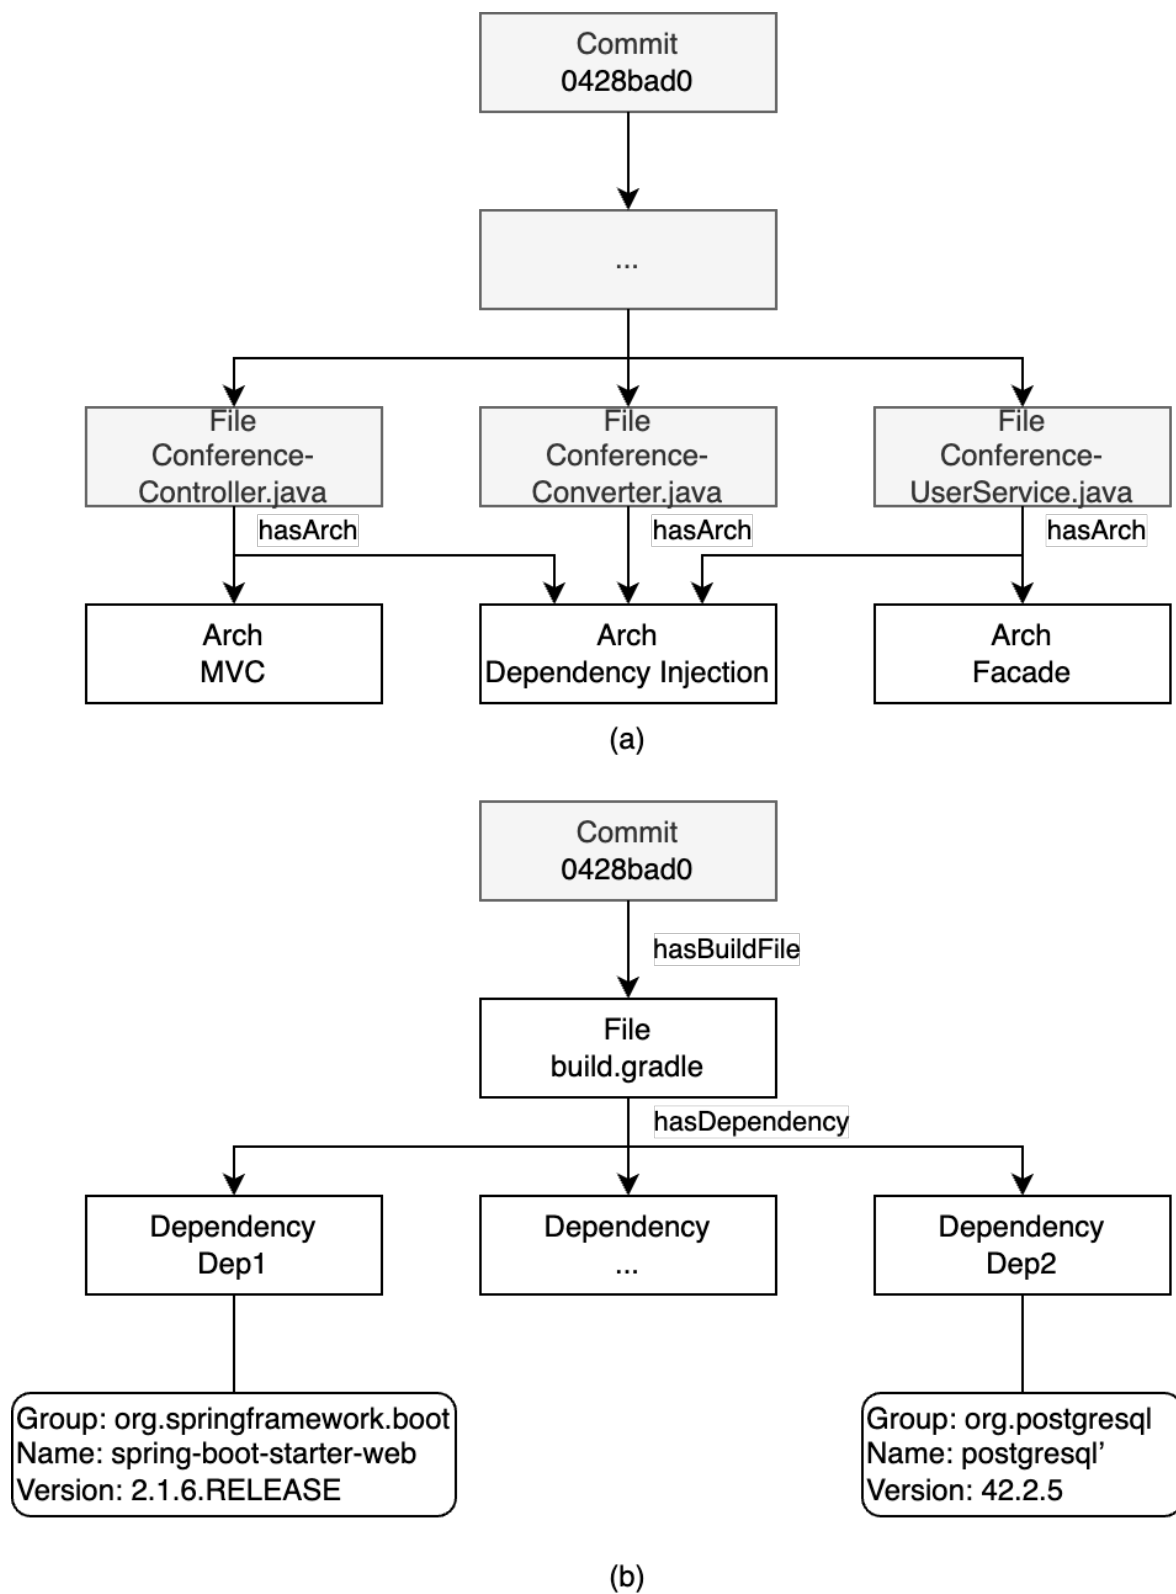 Commit
0428bad0
...
File
Conference-
Controller.java
File
Conference-
Converter.java
File
Conference-
UserService.java
hasArch
hasArch
hasArch
Arch
MVC
Arch
Dependency Injection
Arch
Facade
(a)
Commit
0428bad0
hasBuildFile
File
build.gradle
hasDependency
Dependency
Dep1
Dependency
...
Dependency
Dep2
Group: org.springframework.boot
Name: spring-boot-starter-web
Version: 2.1.6.RELEASE
Group: org.postgresql
Name: postgresql’
Version: 42.2.5
(b)